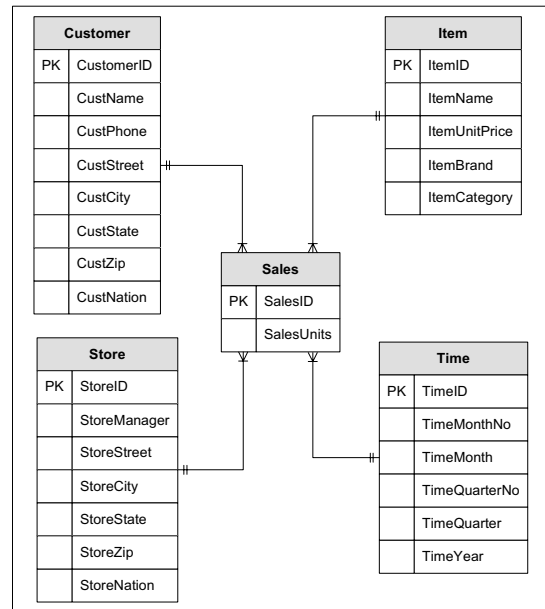 Customer
PK CustomerID
CustName
CustPhone
CustStreet
CustCity
CustState
CustZip
CustNation
Item
PK ItemID
ItemName
ItemUnitPrice
ItemBrand
ItemCategory
Sales
PK SalesID
SalesUnits
Store
PK StoreID
StoreManager
StoreStreet
StoreCity
StoreState
StoreZip
StoreNation
Time
PK TimeID
TimeMonthNo
TimeMonth
TimeQuarterNo
TimeQuarter
TimeYear